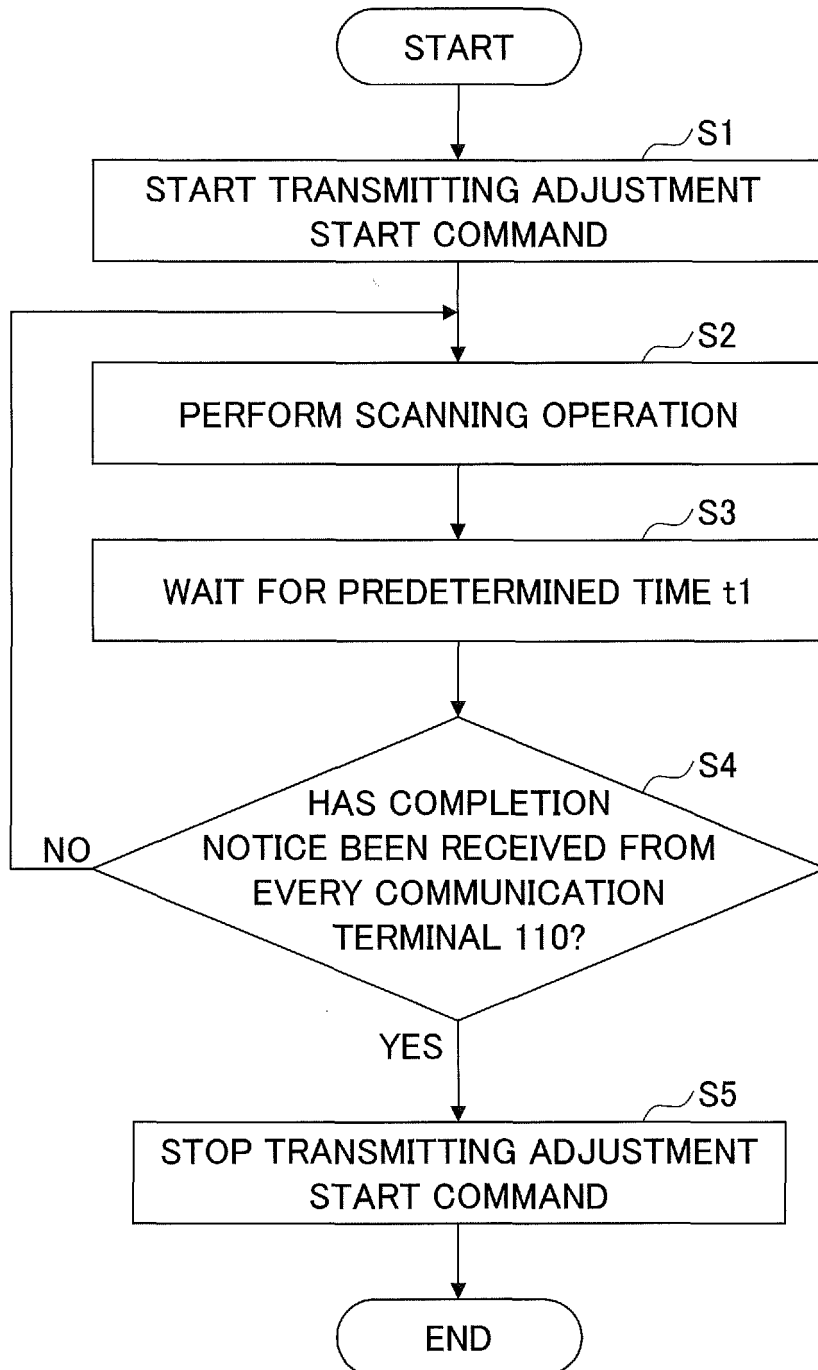 START
S1
START TRANSMITTING ADJUSTMENT
START COMMAND
S2
PERFORM SCANNING OPERATION
S3
WAIT FOR PREDETERMINED TIME t1
S4
HAS COMPLETION
NOTICE BEEN RECEIVED FROM
EVERY COMMUNICATION
TERMINAL 110?
NO
YES
S5
STOP TRANSMITTING ADJUSTMENT
START COMMAND
END